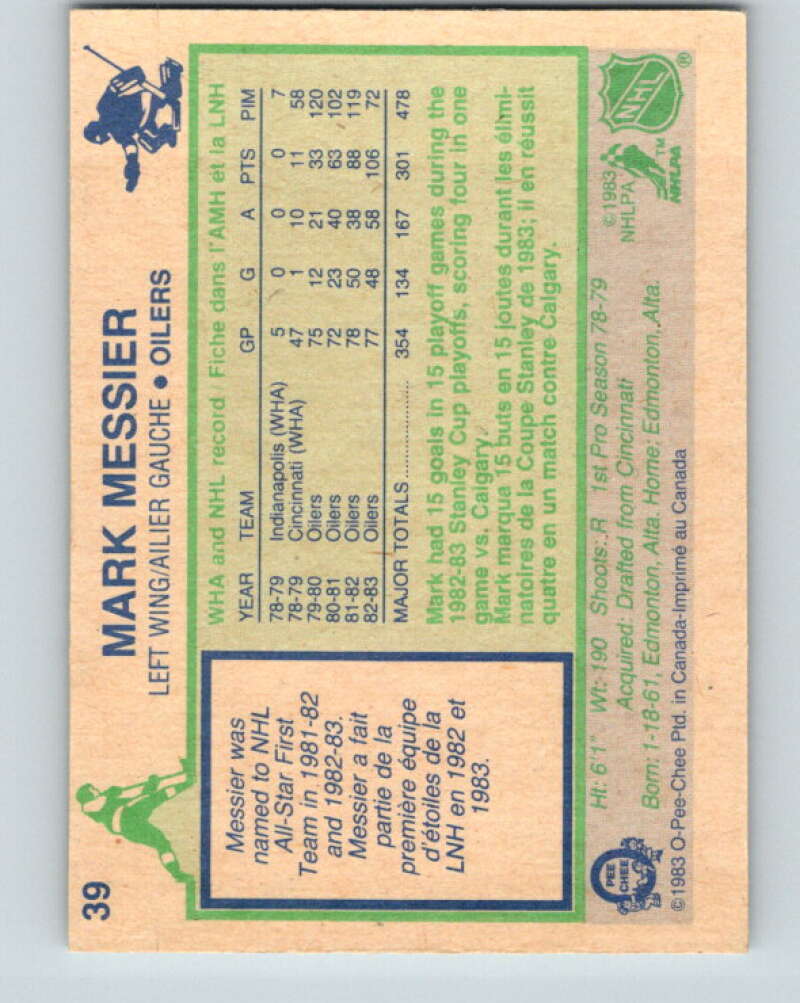 39
MARK MESSIER
LEFT WING/AILIER GAUCHE • OILERS
Messier was
named to NHL
All-Star First
Team in 1981-82
and 1982-83.
Messier a fait
partie de la
première équipe
d'étoiles de la
LNH en 1982 et
1983.
WHA and NHL record Fiche dans l'AMH et la LNH
YEAR TEAM GP G A PTS PIM
78-79 Indianapolis (WHA) 5 0 0 0 7
78-79 Cincinnati (WHA) 47 1 10 11 58
79-80 Oilers 75 12 21 33 120
80-81 Oilers 72 23 40 63 102
81-82 Oilers 78 50 38 88 119
82-83 Oilers 77 48 58 106 72
MAJOR TOTALS.................. 354 134 167 301 478
Mark had 15 goals in 15 playoff games during the
1982-83 Stanley Cup playoffs, scoring four in one
game vs. Calgary.
Mark marqua 15 buts en 15 joutes durant les élimi-
natoires de la Coupe Stanley de 1983; il en réussit
quatre en un match contre Calgary.
PEE
CHEE
Ht: 6'1" Wt: 190 Shoots: R 1st Pro Season 78-79
Acquired: Drafted from Cincinnati
Born: 1-18-61, Edmonton, Alta. Home: Edmonton, Alta.
© 1983 O-Pee-Chee Ptd. in Canada-Imprimé au Canada
©1983
NHLPA
TM
NHLPA
NHL
®